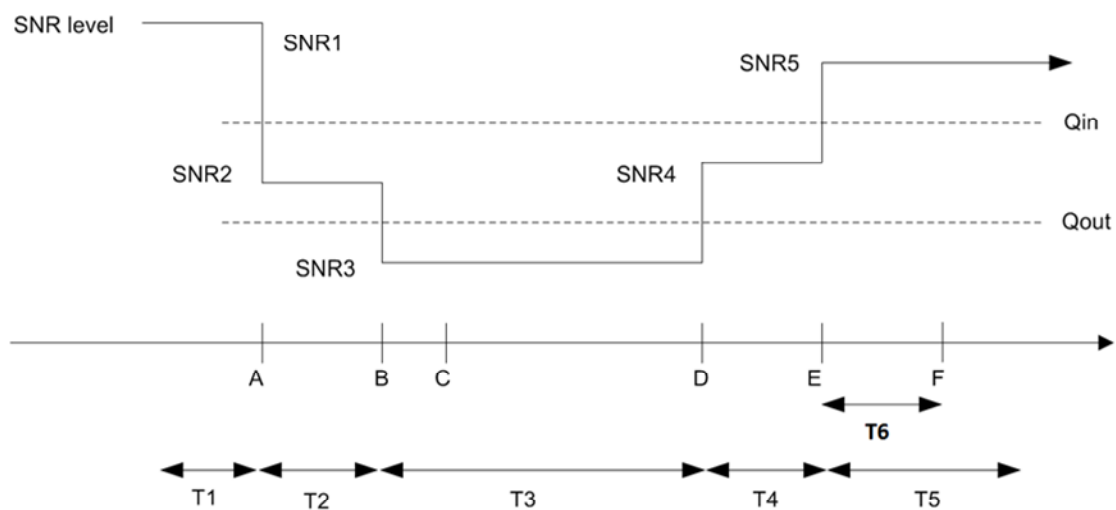 SNR level
SNR1
SNR5
Qin
SNR2
SNR4
Qout
SNR3
A
B
C
D
E
F
T6
T1
T2
T3
T4
T5